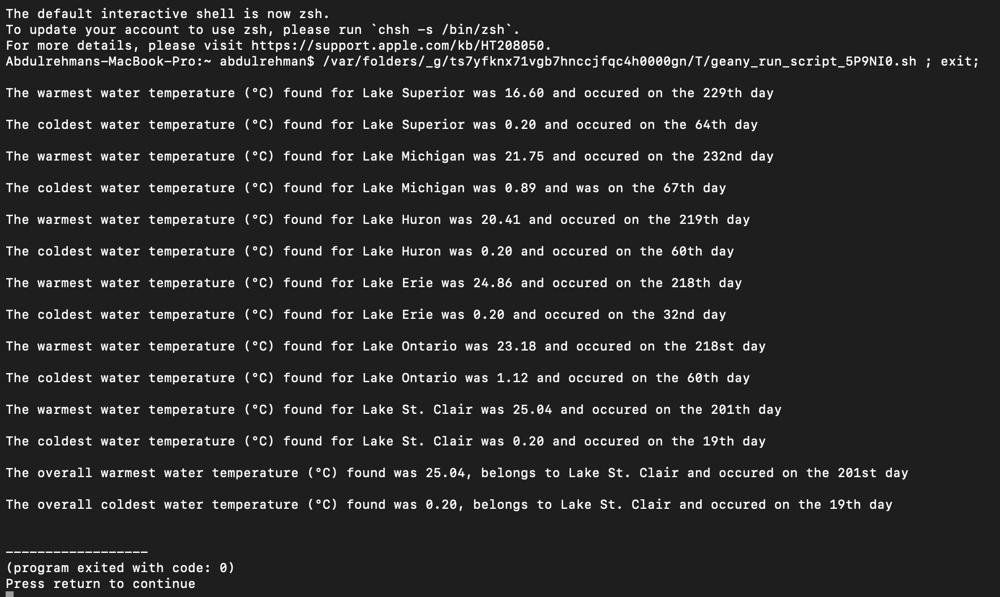 The default interactive shell is now zsh.
To update your account to use zsh, please run `chsh -s /bin/zsh`.
For more details, please visit https://support.apple.com/kb/HT208050.
Abdulrehmans-MacBook-Pro:~ abdulrehman$ /var/folders/_g/ts7yfknx71vgb7hnccjfqc4h0000gn/T/geany_run_script_5P9NI0.sh ; exit;
The warmest water temperature (°C) found for Lake Superior was 16.60 and occured on the 229th day
The coldest water temperature (°C) found for Lake Superior was 0.20 and occured on the 64th day
The warmest water temperature (°C) found for Lake Michigan was 21.75 and occured on the 232nd day
The coldest water temperature (°C) found for Lake Michigan was 0.89 and was on the 67th day
The warmest water temperature (°C) found for Lake Huron was 20.41 and occured on the 219th day
The coldest water temperature (°C) found for Lake Huron was 0.20 and occured on the 60th day
The warmest water temperature (°C) found for Lake Erie was 24.86 and occured on the 218th day
The coldest water temperature (°C) found for Lake Erie was 0.20 and occured on the 32nd day
The warmest water temperature (°C) found for Lake Ontario was 23.18 and occured on the 218st day
The coldest water temperature (°C) found for Lake Ontario was 1.12 and occured on the 60th day
The warmest water temperature (°C) found for Lake St. Clair was 25.04 and occured on the 201th day
The coldest water temperature (°C) found for Lake St. Clair was 0.20 and occured on the 19th day
The overall warmest water temperature (°C) found was 25.04, belongs to Lake St. Clair and occured on the 201st day
The overall coldest water temperature (°C) found was 0.20, belongs to Lake St. Clair and occured on the 19th day
------------------
(program exited with code: 0)
Press return to continue